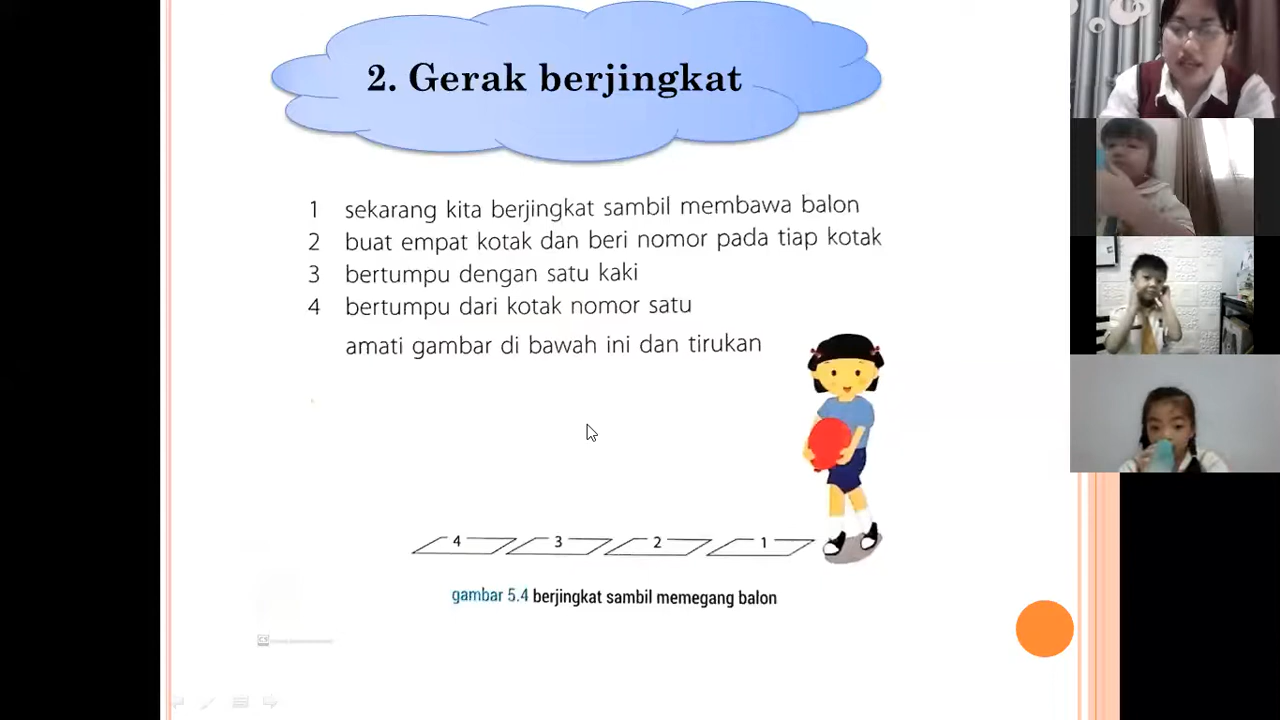 2. Gerak berjingkat
1 sekarang kita berjingkat sambil membawa balon
2 buat empat kotak dan beri nomor pada tiap kotak
3 bertumpu dengan satu kaki
4 bertumpu dari kotak nomor satu
amati gambar di bawah ini dan tirukan
4 3 2 1
gambar 5.4 berjingkat sambil memegang balon